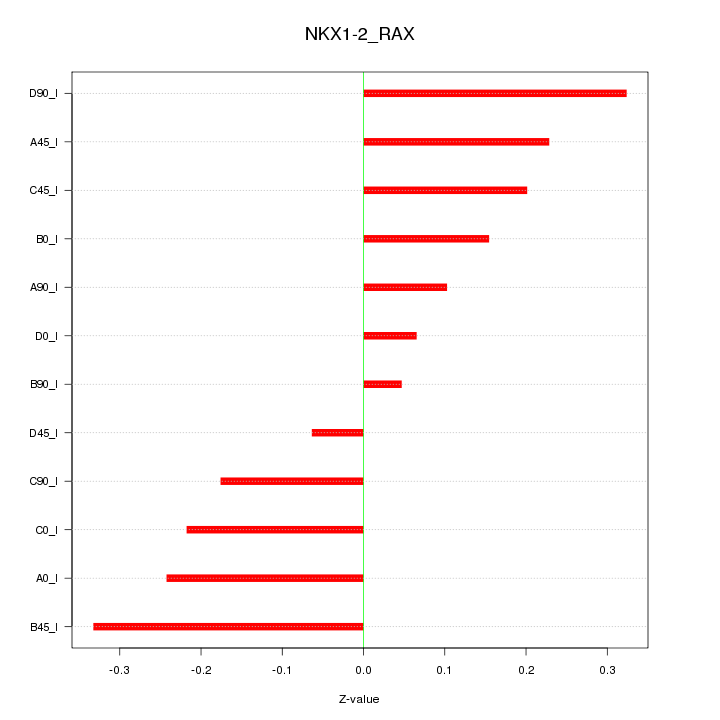 NKX1-2_RAX
D90_I
A45_I
C45_I
B0_I
A90_I
D0_I
B90_I
D45_I
C90_I
C0_I
A0_I
B45_I
-0.3 -0.2 -0.1 0.0 0.1 0.2 0.3
Z-value